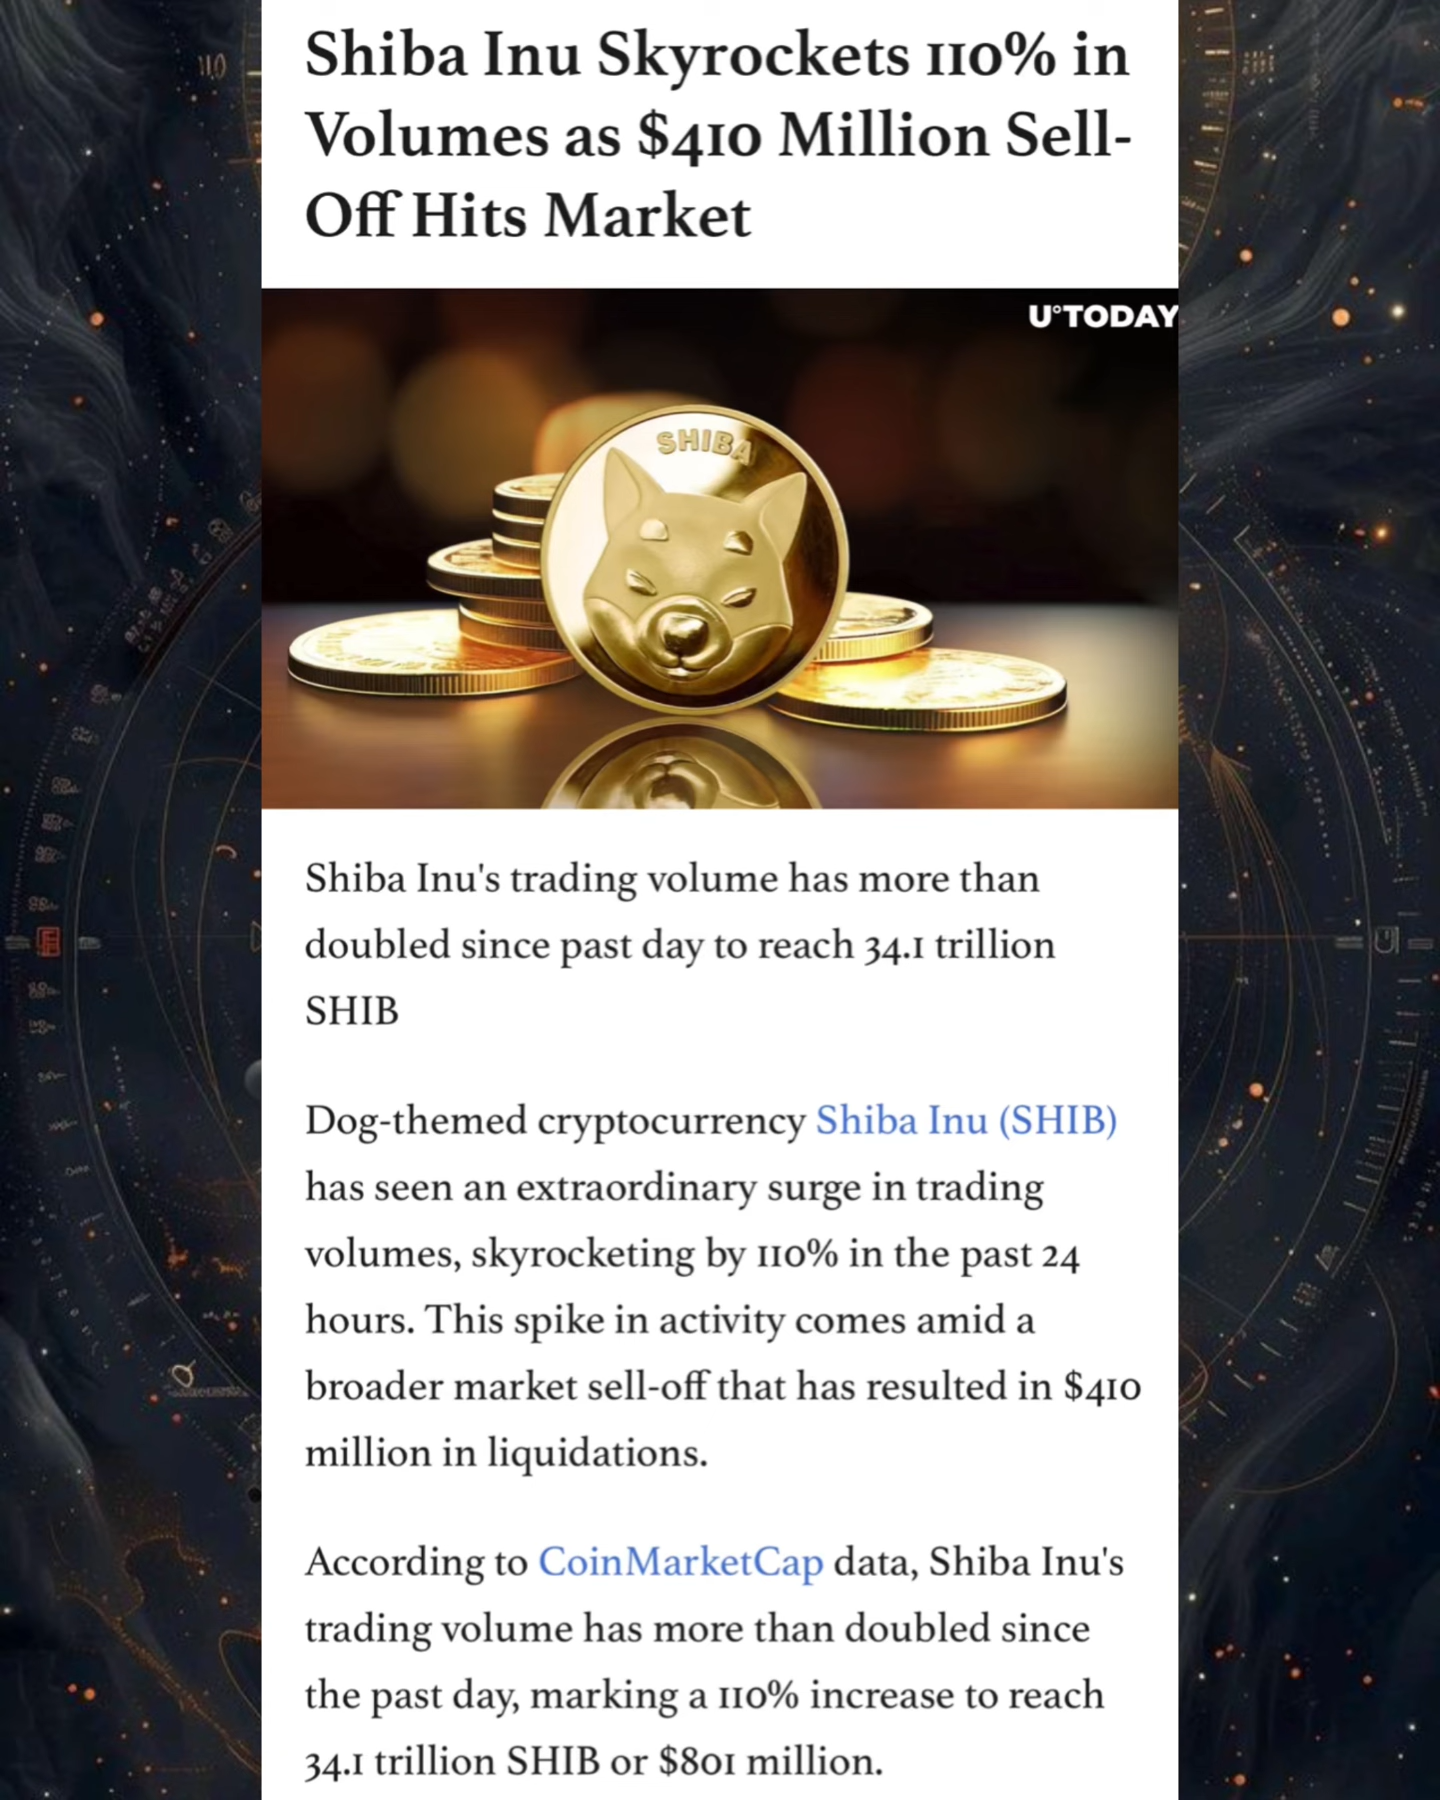 Shiba Inu Skyrockets 110% in
Volumes as $410 Million Sell-
Off Hits Market
U°TODAY
SHIBA
Shiba Inu's trading volume has more than
doubled since past day to reach 34.1 trillion
SHIB
Dog-themed cryptocurrency Shiba Inu (SHIB)
has seen an extraordinary surge in trading
volumes, skyrocketing by 110% in the past 24
hours. This spike in activity comes amid a
broader market sell-off that has resulted in $410
million in liquidations.
According to CoinMarketCap data, Shiba Inu's
trading volume has more than doubled since
the past day, marking a 110% increase to reach
34.1 trillion SHIB or $801 million.